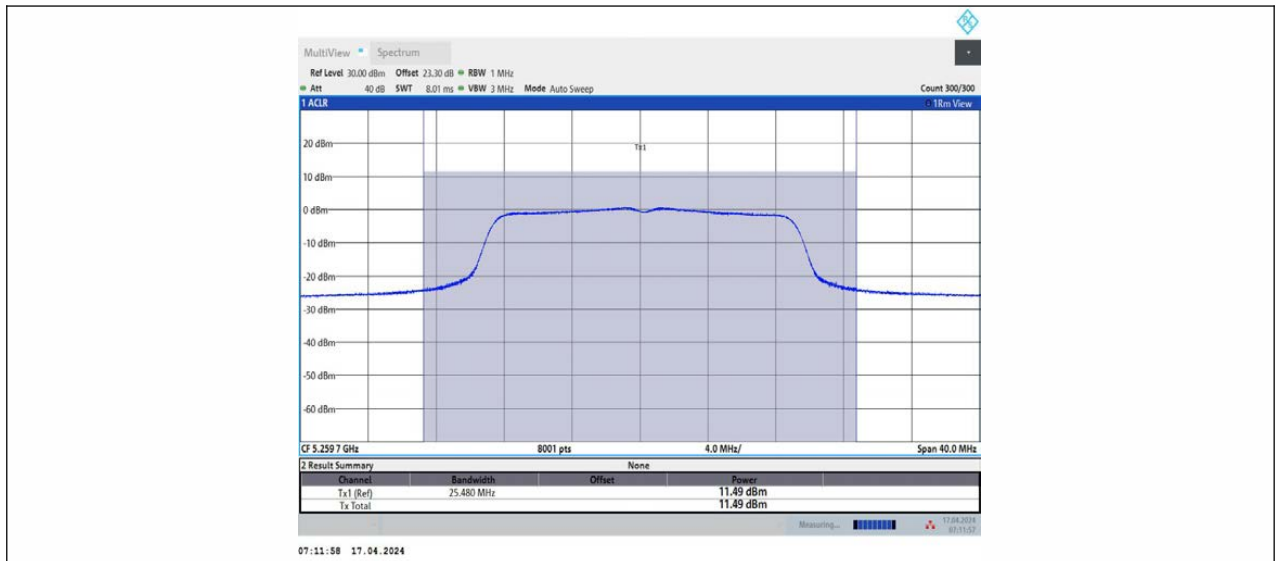 MultiView Spectrum
Ref Level 30.00 dBm Offset 23.30 dB RBW 1 MHz
Att 40 dB SWT 8.01 ms VBW 3 MHz Mode Auto Sweep Count 300/300
1 ACLR 1Rm View
20 dBm
Tx1
10 dBm
0 dBm
-10 dBm
-20 dBm
-30 dBm
-40 dBm
-50 dBm
-60 dBm
CF 5.259 7 GHz 8001 pts 4.0 MHz/ Span 40.0 MHz
2 Result Summary None
Channel Bandwidth Offset Power
Tx1 (Ref) 25.480 MHz 11.49 dBm
Tx Total 11.49 dBm
Measuring... 17.04.2024
07:11:57
07:11:58 17.04.2024